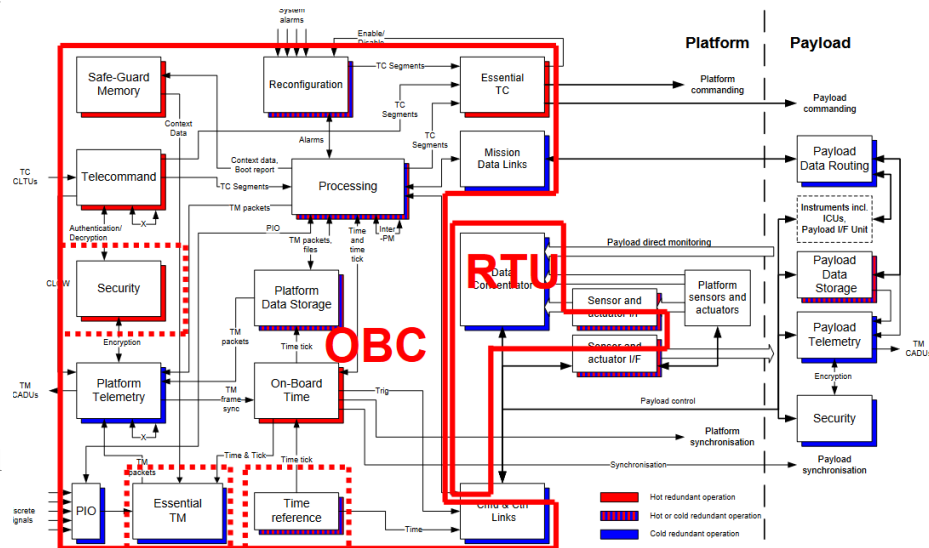 System
alarms
Enable/
Disable
Platform
Payload
Safe-Guard
Memory
Reconfiguration
TC Segments
Essential
TC
Platform
commanding
Payload
commanding
Context
Data
TC
Segments
TC
Segments
Alarms
Mission
Data Links
Payload
Data Routing
TC
CLTUs
Telecommand
Context data,
Boot report
Processing
TC Segments
TM packets
Instruments incl.
ICUs,
Payload I/F Unit
Authentication/
Decryption
X
PIO
TM packets,
files
Time
and time
tick
Inter
-PM
Payload direct monitoring
RTU
Data
Concentrator
Security
Platform
Data Storage
Sensor and
actuator I/F
Platform
sensors and
actuators
Payload
Data
Storage
Encryption
TM
packets
Time tick
OBC
Sensor and
actuator I/F
Payload
Telemetry
TM
CADUs
TM
CADUs
Platform
Telemetry
TM
frame
sync
On-Board
Time
Trig
Payload control
Encryption
Security
X
Platform
synchronisation
Time & Tick
Time tick
TM
packets
Synchronisation
Payload
synchronisation
PIO
Essential
TM
Time
reference
Time
Cmd & Ctrl
Links
Hot redundant operation
Hot or cold redundant operation
Cold redundant operation